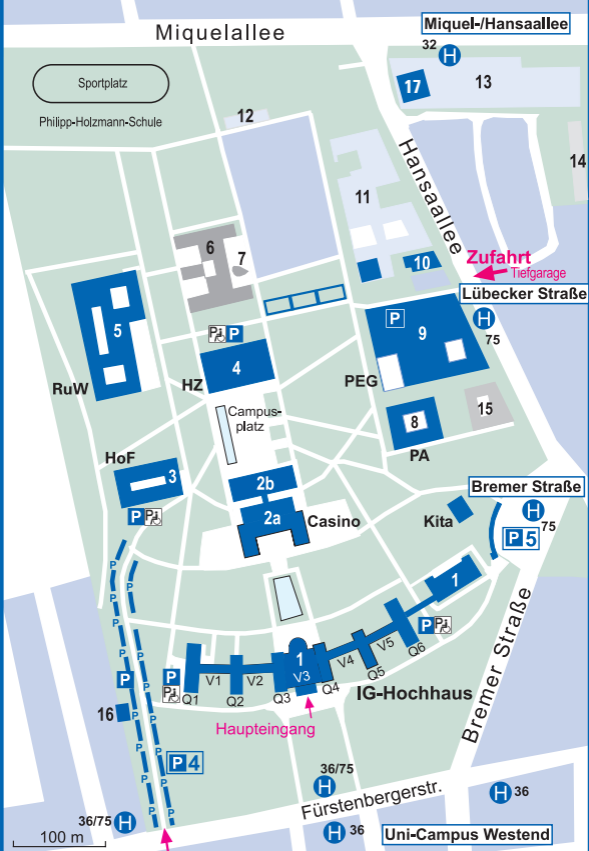 Miquelallee
Miquel-/Hansaallee
32
H
Sportplatz
Philipp-Holzmann-Schule
17
13
12
14
Hansaallee
11
6
7
10
Zufahrt
Tiefgarage
Lübecker Straße
H
75
5
P
9
P
P
4
RuW
HZ
PEG
Campus-
platz
8
15
PA
HoF
3
2b
Bremer Straße
H
75
P
P
2a
Casino
Kita
P 5
1
P
P
P
P
P
P
P
P
P
P
P
P
V5
Q6
1
V4
Q5
V1
V2
V3
P
P
Q1
Q2
Q3
Q4
IG-Hochhaus
16
Haupteingang
Bremer Straße
P
P
P
P
P
P
P
P 4
36/75
H
Fürstenbergerstr.
H 36
36/75
H
H 36
Uni-Campus Westend
100 m